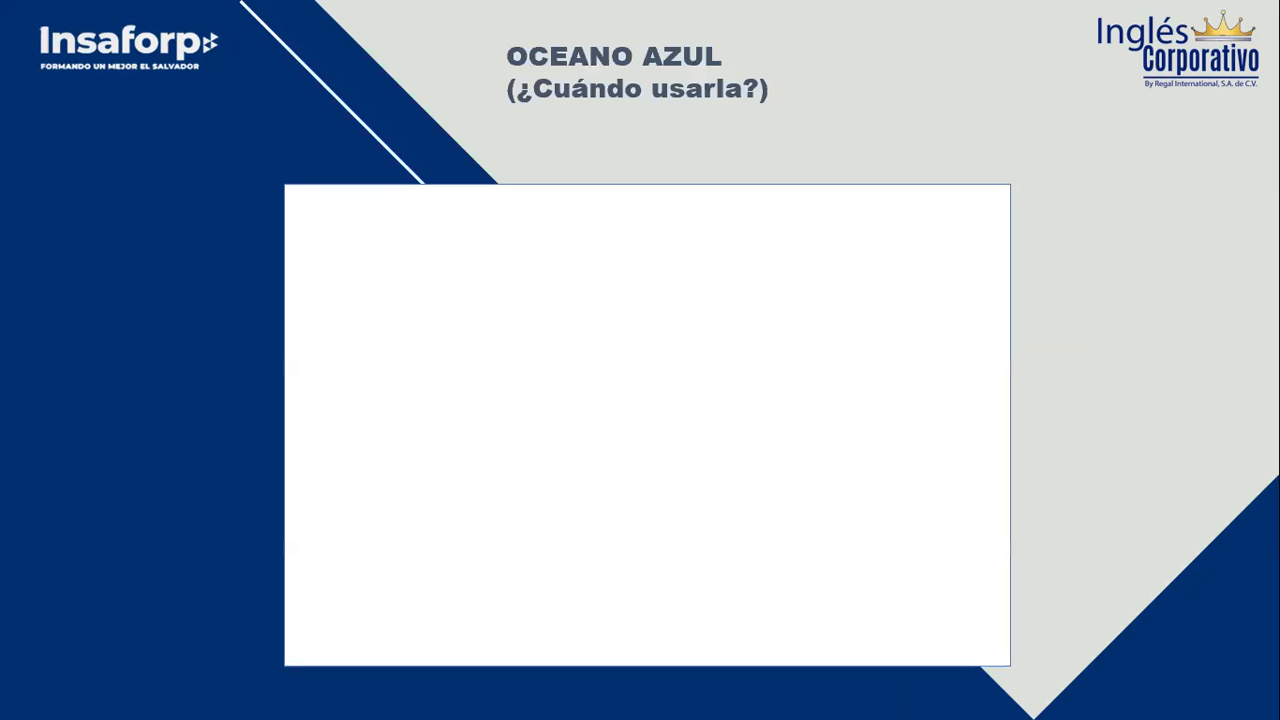 Insaforp
FORMANDO UN MEJOR EL SALVADOR
OCEANO AZUL
(¿Cuándo usarla?)
Inglés
Corporativo
By Regal International, S.A. de C.V.